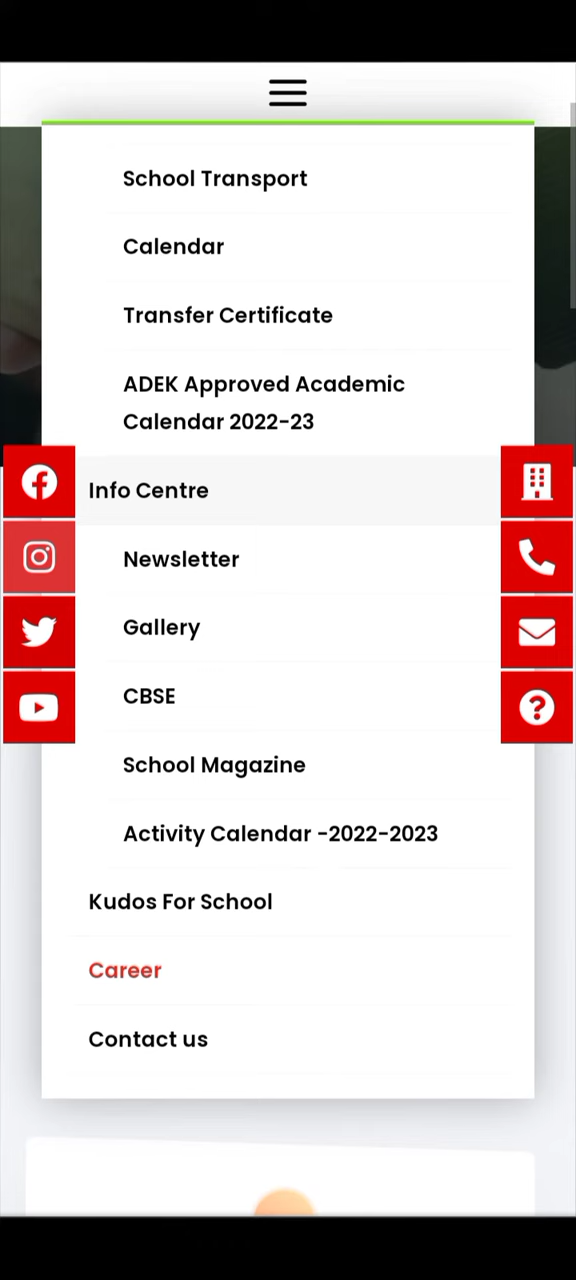 School Transport
Calendar
Transfer Certificate
ADEK Approved Academic
Calendar 2022-23
Info Centre
Newsletter
Gallery
CBSE
School Magazine
Activity Calendar -2022-2023
Kudos For School
Career
Contact us